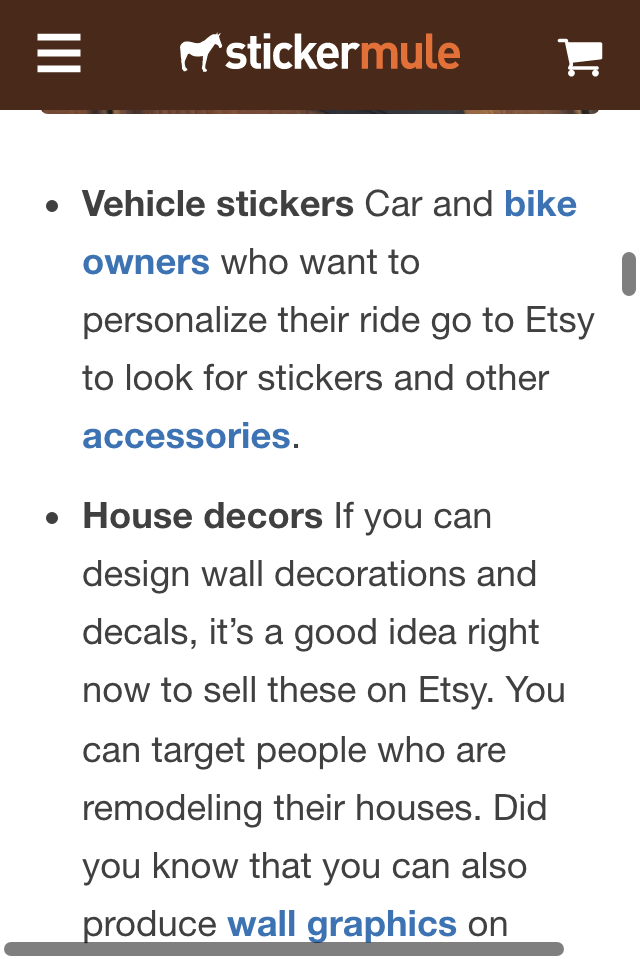 stickermule
• Vehicle stickers Car and bike
owners who want to
personalize their ride go to Etsy
to look for stickers and other
accessories.
• House decors If you can
design wall decorations and
decals, it’s a good idea right
now to sell these on Etsy. You
can target people who are
remodeling their houses. Did
you know that you can also
produce wall graphics on